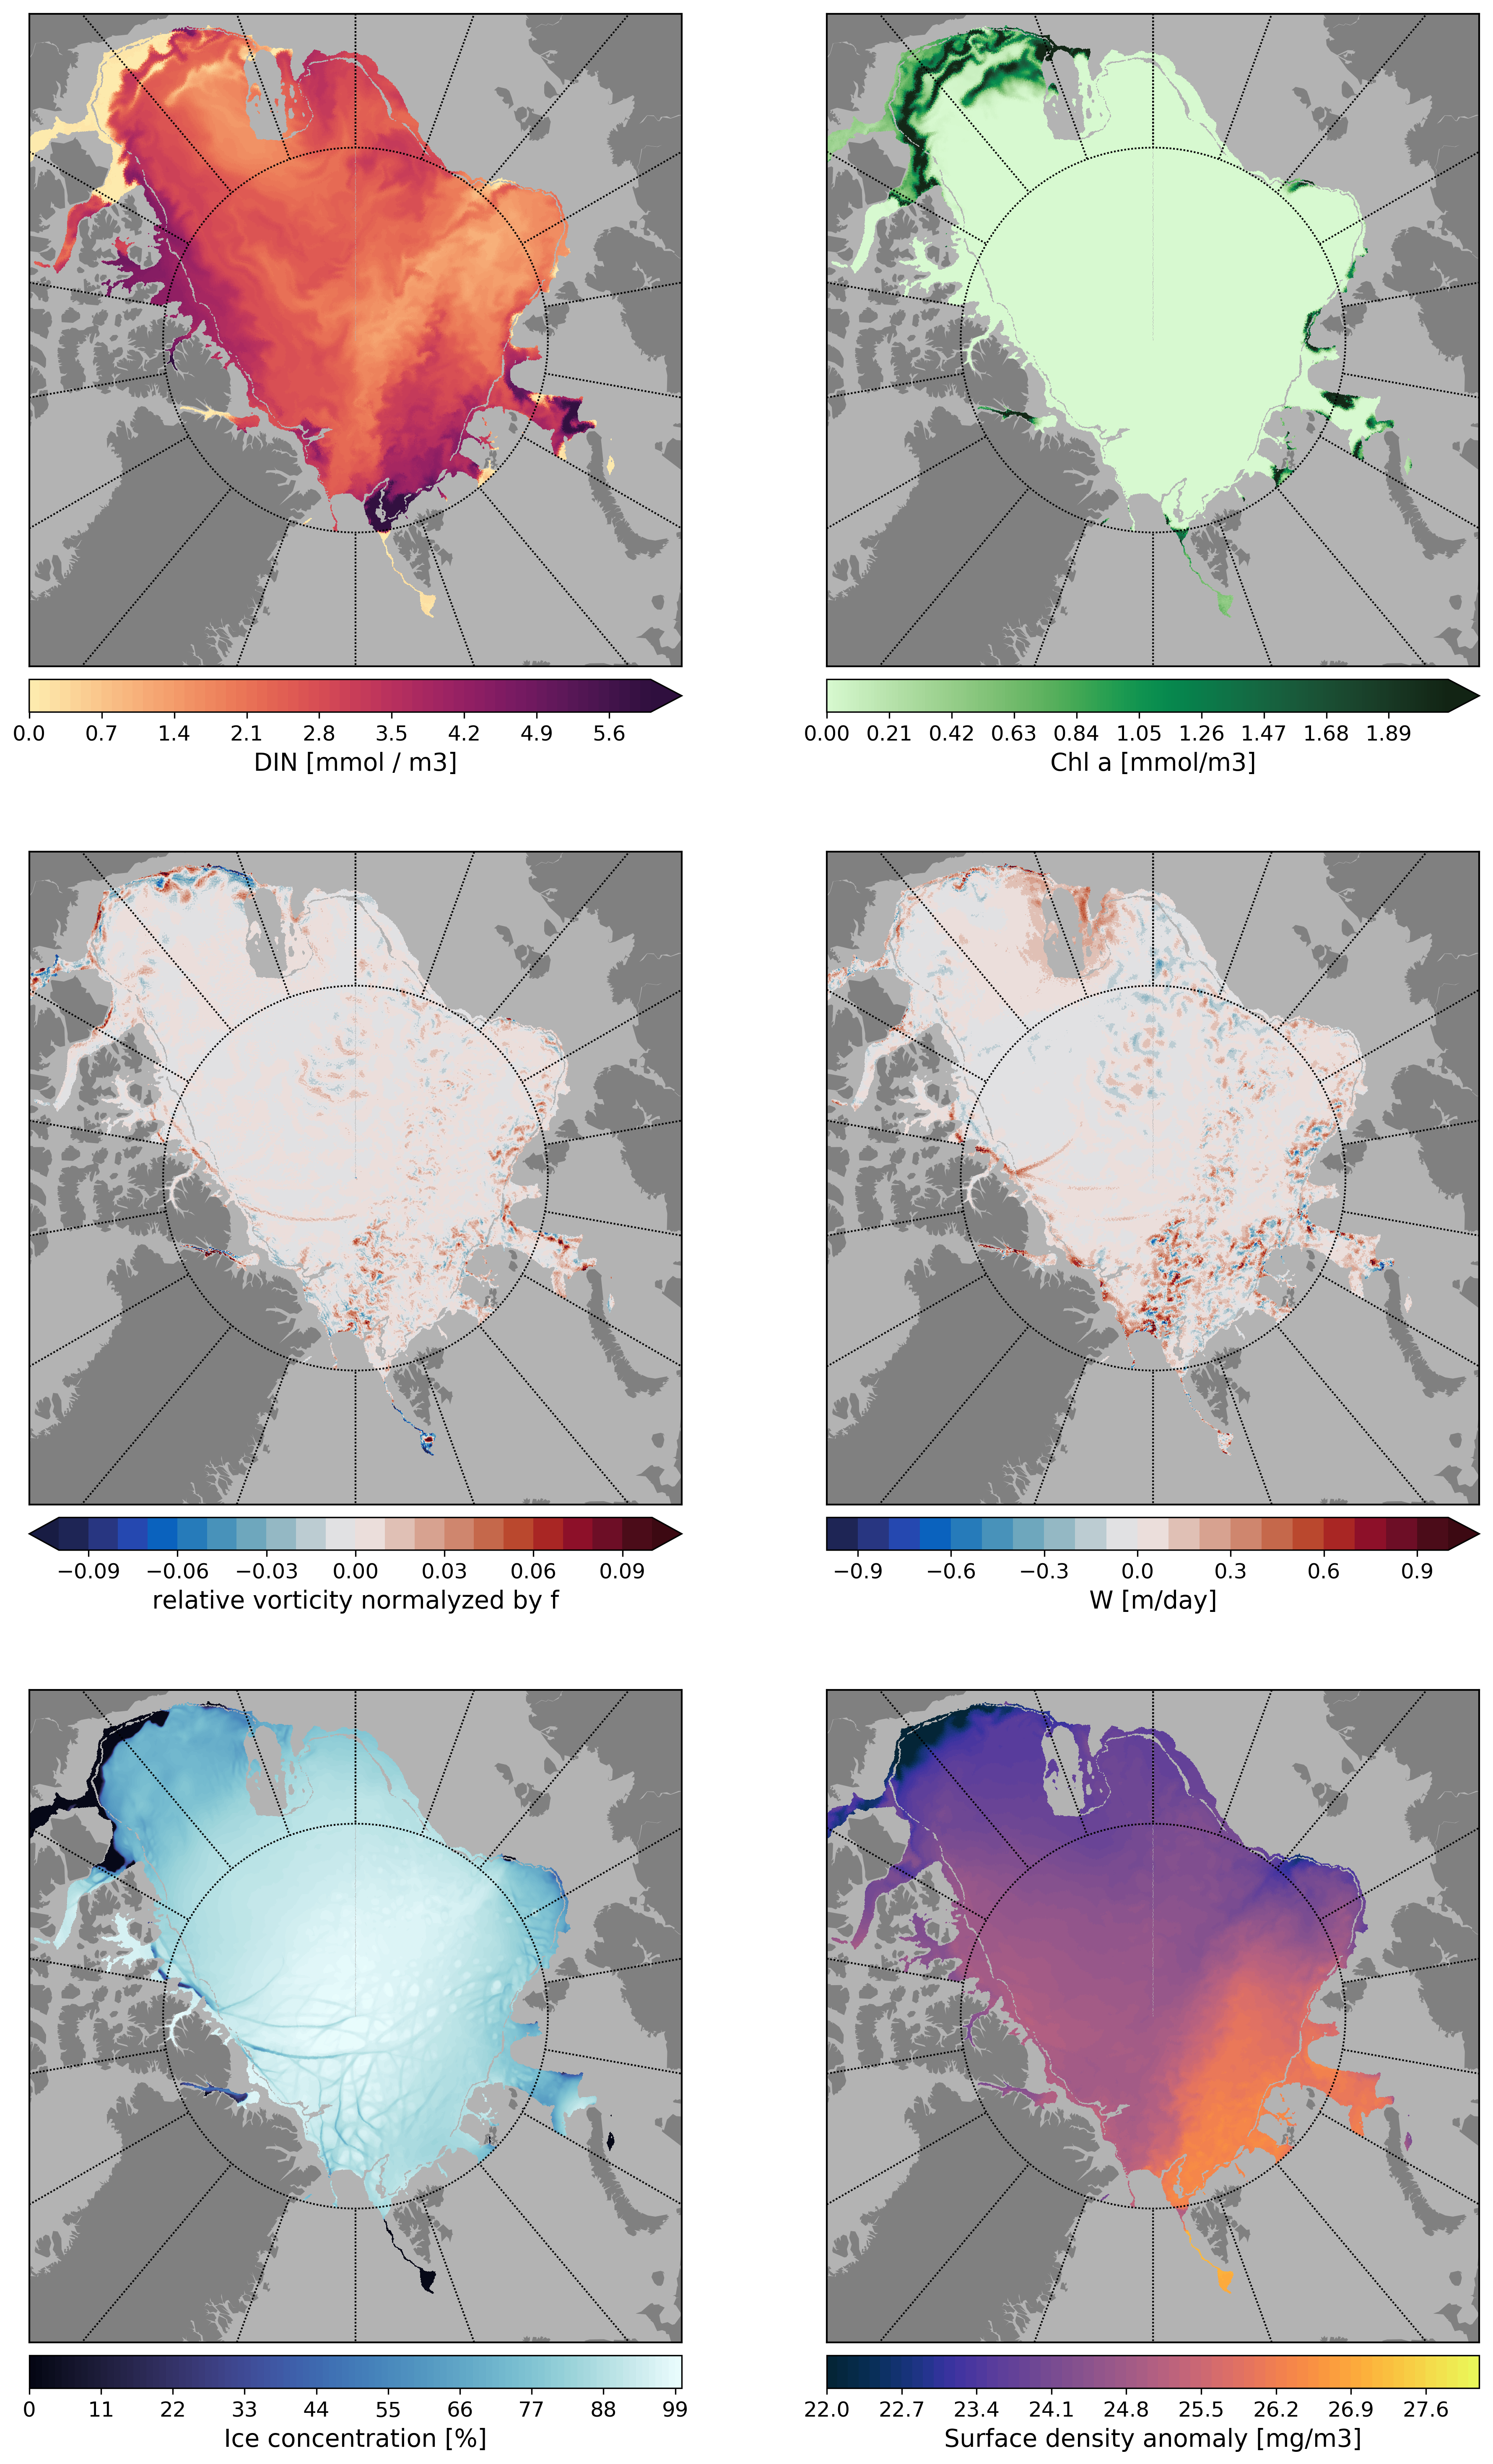 0.0 0.7 1.4 2.1 2.8 3.5 4.2 4.9 5.6
DIN [mmol / m3]
0.00 0.21 0.42 0.63 0.84 1.05 1.26 1.47 1.68 1.89
Chl a [mmol/m3]
−0.09 −0.06 −0.03 0.00 0.03 0.06 0.09
relative vorticity normalyzed by f
−0.9 −0.6 −0.3 0.0 0.3 0.6 0.9
W [m/day]
0 11 22 33 44 55 66 77 88 99
Ice concentration [%]
22.0 22.7 23.4 24.1 24.8 25.5 26.2 26.9 27.6
Surface density anomaly [mg/m3]